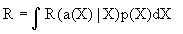 R = ∫ R(a(X)|X)p(X)dX